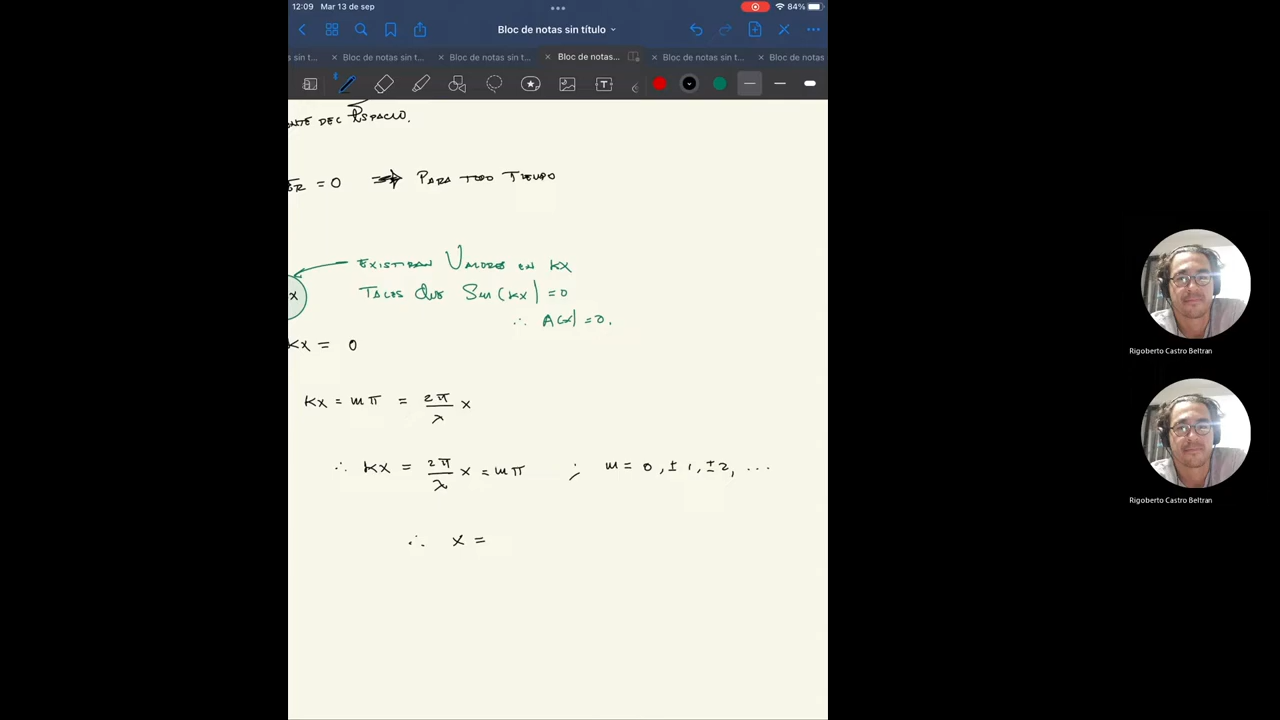 12:09 Mar 13 de sep 84%
Bloc de notas sin título
s sin t... Bloc de notas sin t... Bloc de notas sin t... Bloc de notas... Bloc de notas sin t... Bloc de notas
ONTE DEL ESPACIO.
= 0 ⇒ PARA TODO TIEMPO
EXISTIRAN VALORES EN KX
x TALES QUE Sen(KX) = 0
∴ A(x) = 0.
KX = 0
KX = mπ = 2π/λ x
∴ KX = 2π/λ x = mπ ; m = 0, ±1, ±2, ...
∴ X =
Rigoberto Castro Beltran
Rigoberto Castro Beltran